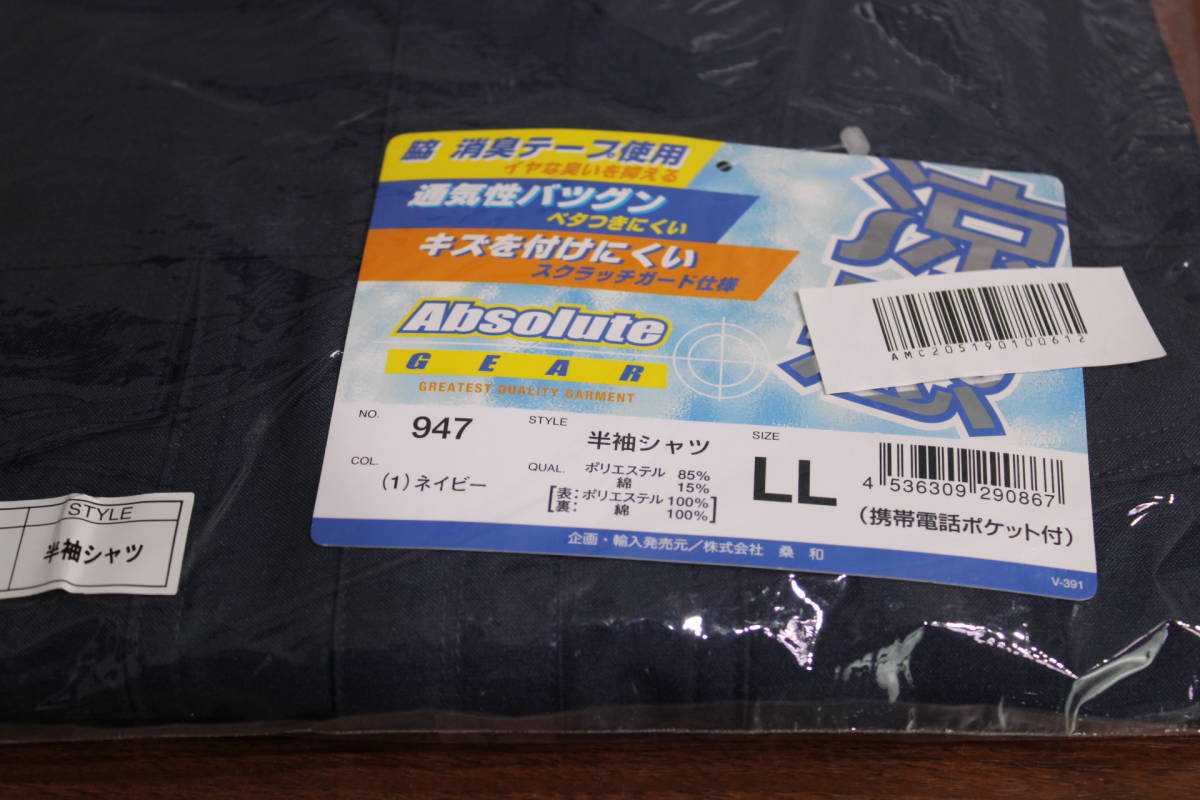 脇 消臭テープ使用
イヤな臭いを抑える
通気性バツグン
ベタつきにくい
キズを付けにくい
スクラッチガード仕様
涼
Absolute
GEAR
GREATEST QUALITY GARMENT
AMC205190100612
NO. 947
STYLE 半袖シャツ
SIZE LL
COL. (1)ネイビー
QUAL. ポリエステル 85%
綿 15%
[表:ポリエステル 100%
裏: 綿 100%]
4 536309 290867
(携帯電話ポケット付)
企画・輸入発売元/株式会社 桑和
V-391
STYLE
半袖シャツ